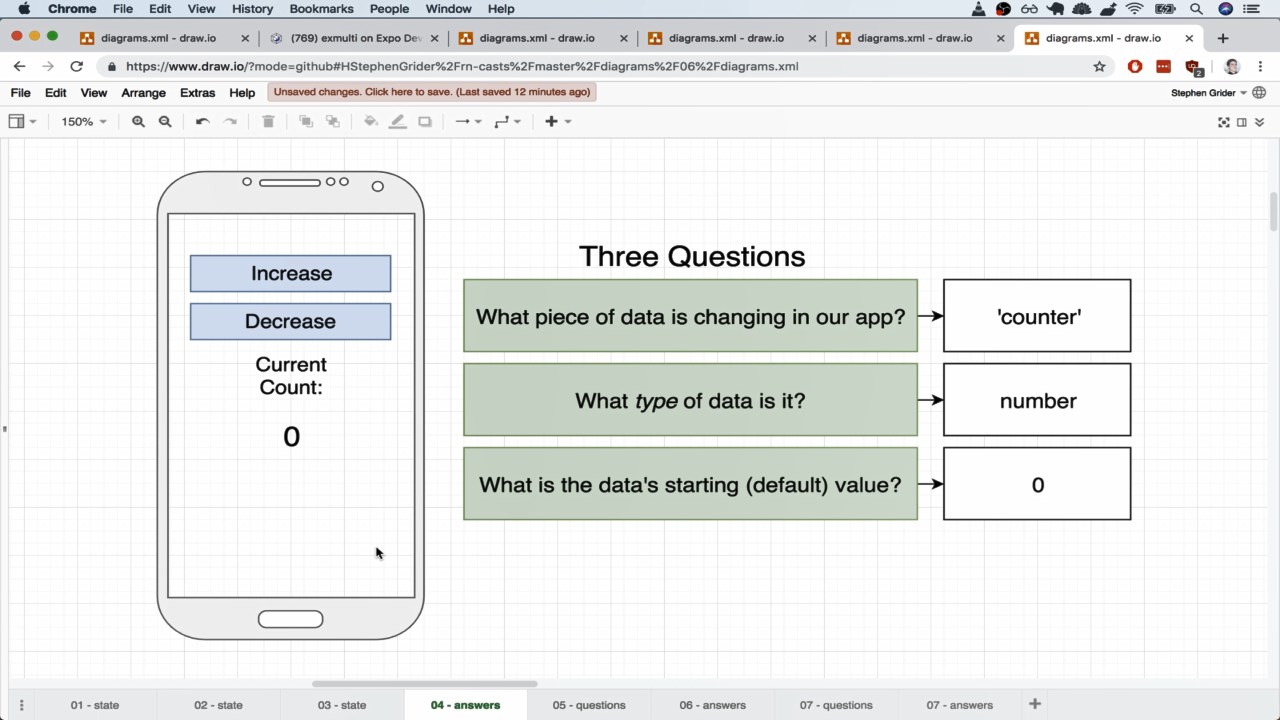 Chrome File Edit View History Bookmarks People Window Help
diagrams.xml - draw.io
(769) exmulti on Expo Dev
diagrams.xml - draw.io
diagrams.xml - draw.io
diagrams.xml - draw.io
diagrams.xml - draw.io
https://www.draw.io/?mode=github#HStephenGrider%2Frn-casts%2Fmaster%2Fdiagrams%2F06%2Fdiagrams.xml
2
File Edit View Arrange Extras Help
Unsaved changes. Click here to save. (Last saved 12 minutes ago)
Stephen Grider
150%
Increase
Decrease
Current
Count:
0
Three Questions
What piece of data is changing in our app?
'counter'
What type of data is it?
number
What is the data's starting (default) value?
0
01 - state
02 - state
03 - state
04 - answers
05 - questions
06 - answers
07 - questions
07 - answers